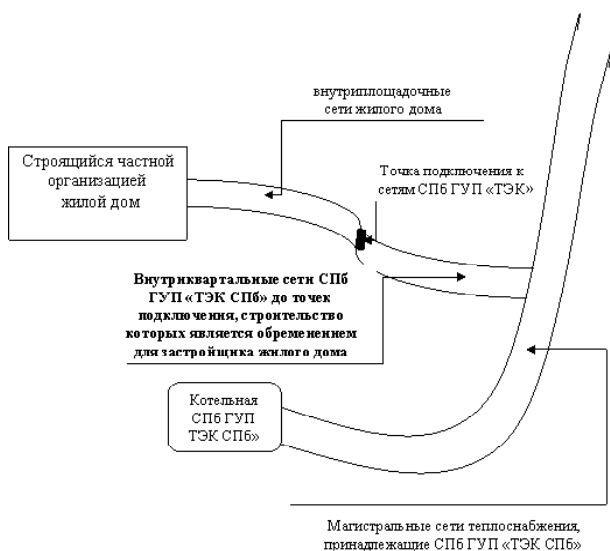 внутриплощадочные
сети жилого дома
Строящийся частной
организацией
жилой дом
Точка подключения к
сетям СПб ГУП «ТЭК»
Внутриквартальные сети СПб
ГУП «ТЭК СПб» до точек
подключения, строительство
которых является обременением
для застройщика жилого дома
Котельная
СПб ГУП
ТЭК СПб»
Магистральные сети теплоснабжения,
принадлежащие СПб ГУП «ТЭК СПб»